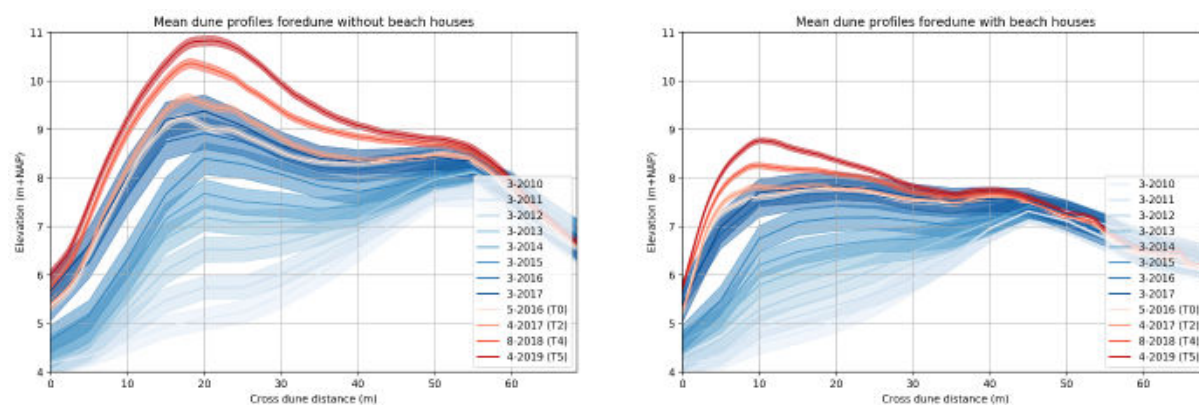 Mean dune profiles foredune without beach houses
11
10
9
8
7
6
5
4
Elevation (m+NAP)
0 10 20 30 40 50 60
Cross dune distance (m)
3-2010
3-2011
3-2012
3-2013
3-2014
3-2015
3-2016
3-2017
5-2016 (T0)
4-2017 (T2)
8-2018 (T4)
4-2019 (T5)
Mean dune profiles foredune with beach houses
11
10
9
8
7
6
5
4
Elevation (m+NAP)
0 10 20 30 40 50 60
Cross dune distance (m)
3-2010
3-2011
3-2012
3-2013
3-2014
3-2015
3-2016
3-2017
5-2016 (T0)
4-2017 (T2)
8-2018 (T4)
4-2019 (T5)